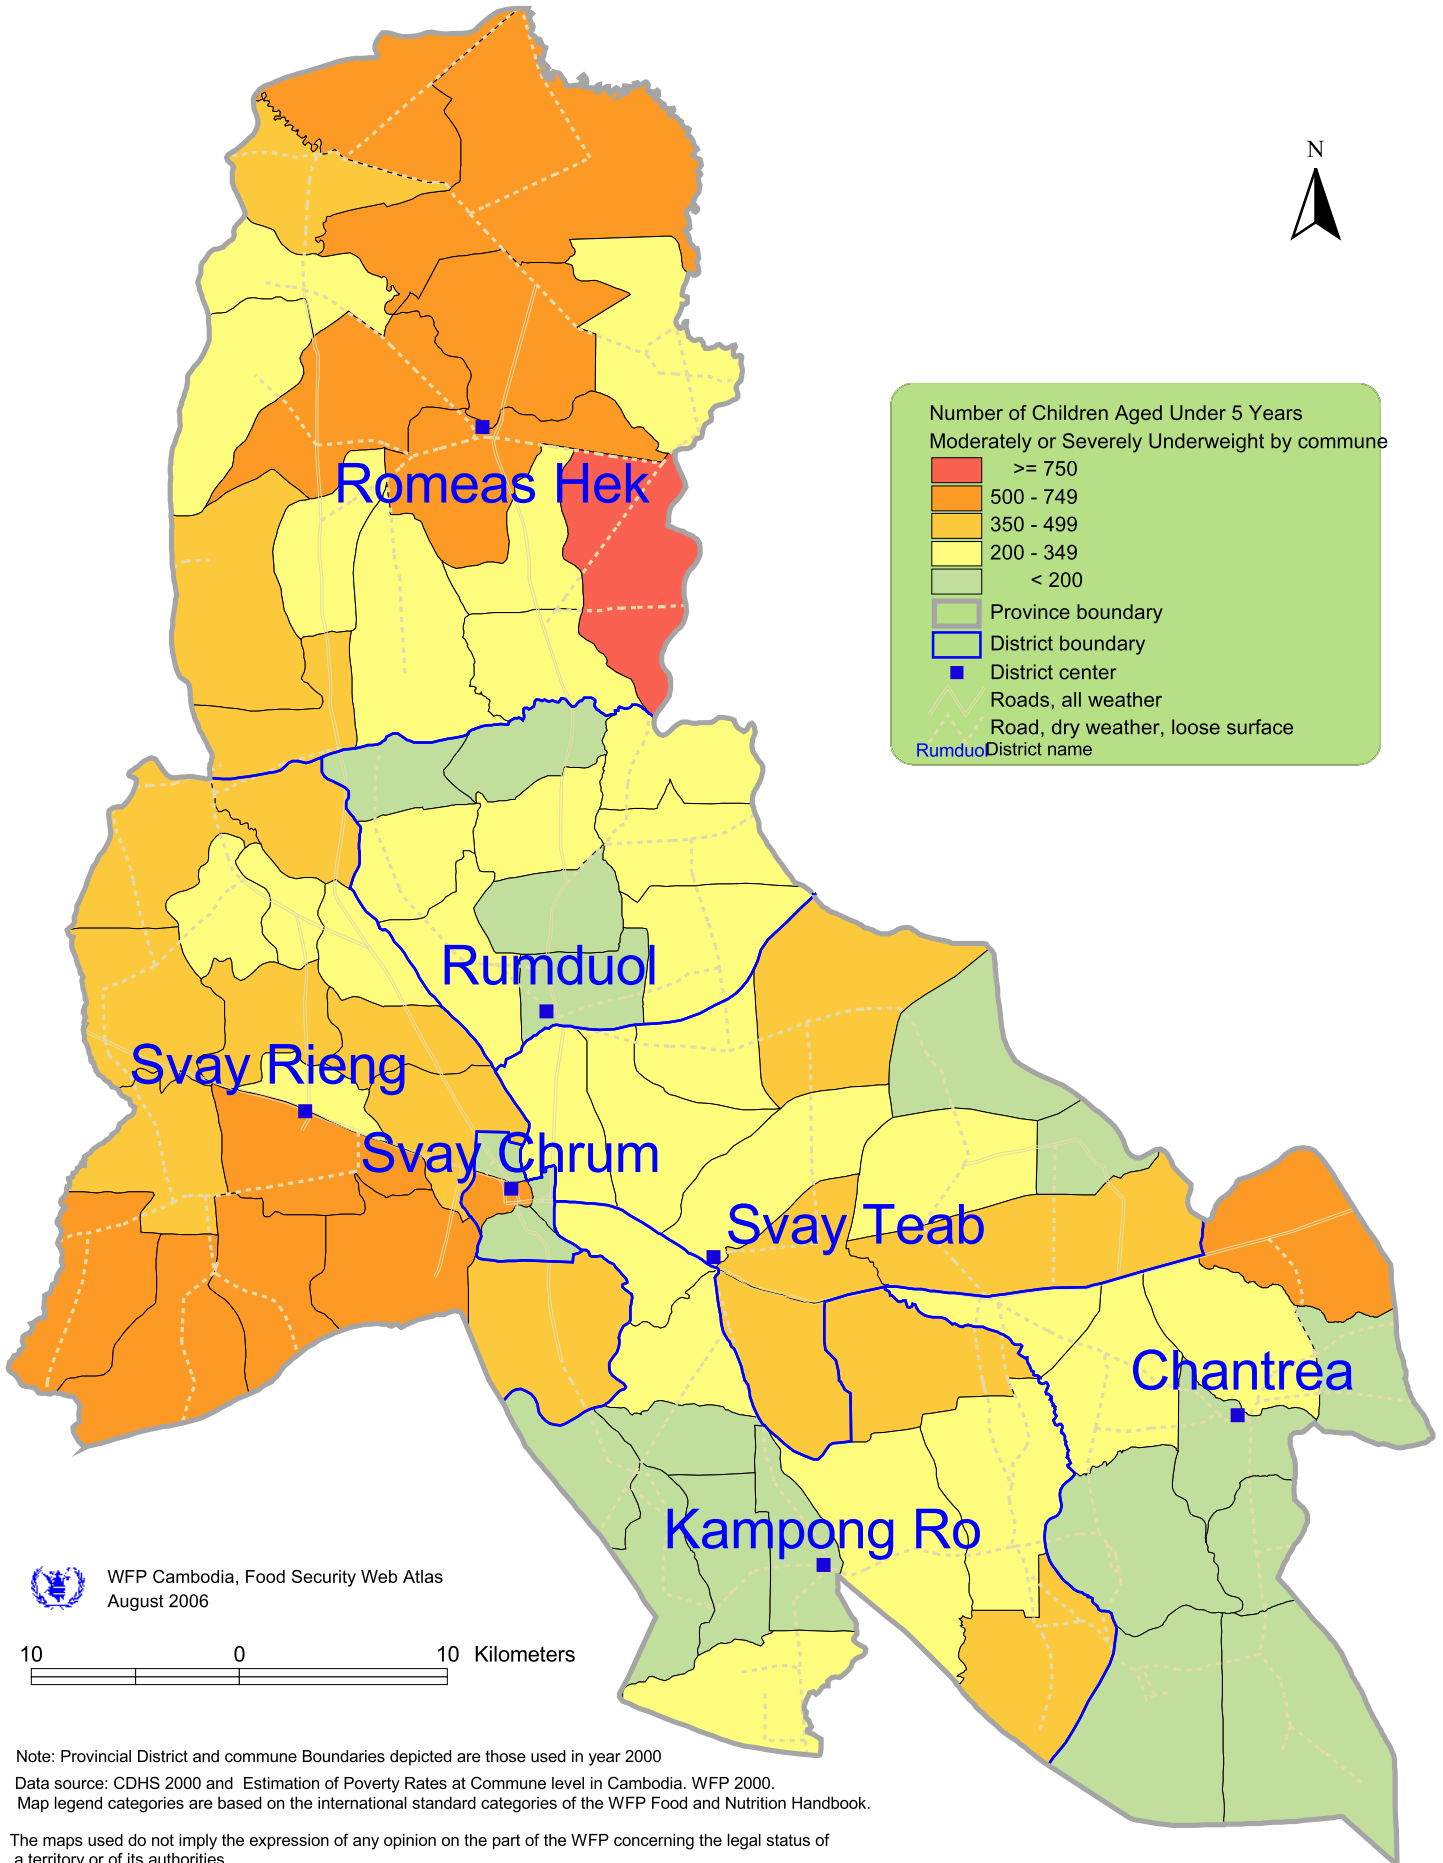 N
Number of Children Aged Under 5 Years
Moderately or Severely Underweight by commune
>= 750
500 - 749
350 - 499
200 - 349
< 200
Province boundary
District boundary
District center
Roads, all weather
Road, dry weather, loose surface
Rumduol District name
Romeas Hek
Rumduol
Svay Rieng
Svay Chrum
Svay Teab
Chantrea
Kampong Ro
WFP Cambodia, Food Security Web Atlas
August 2006
10 0 10 Kilometers
Note: Provincial District and commune Boundaries depicted are those used in year 2000
Data source: CDHS 2000 and Estimation of Poverty Rates at Commune level in Cambodia. WFP 2000.
Map legend categories are based on the international standard categories of the WFP Food and Nutrition Handbook.
The maps used do not imply the expression of any opinion on the part of the WFP concerning the legal status of
a territory or of its authorities